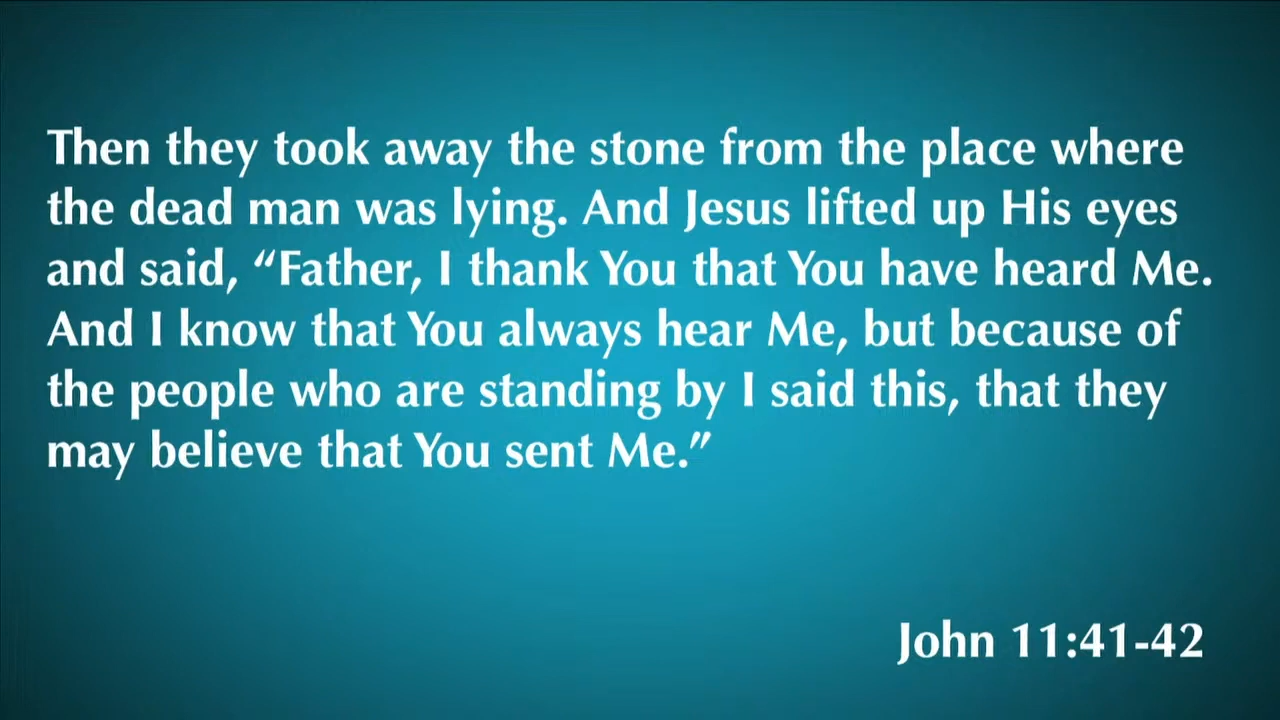 Then they took away the stone from the place where
the dead man was lying. And Jesus lifted up His eyes
and said, “Father, I thank You that You have heard Me.
And I know that You always hear Me, but because of
the people who are standing by I said this, that they
may believe that You sent Me.”
John 11:41-42